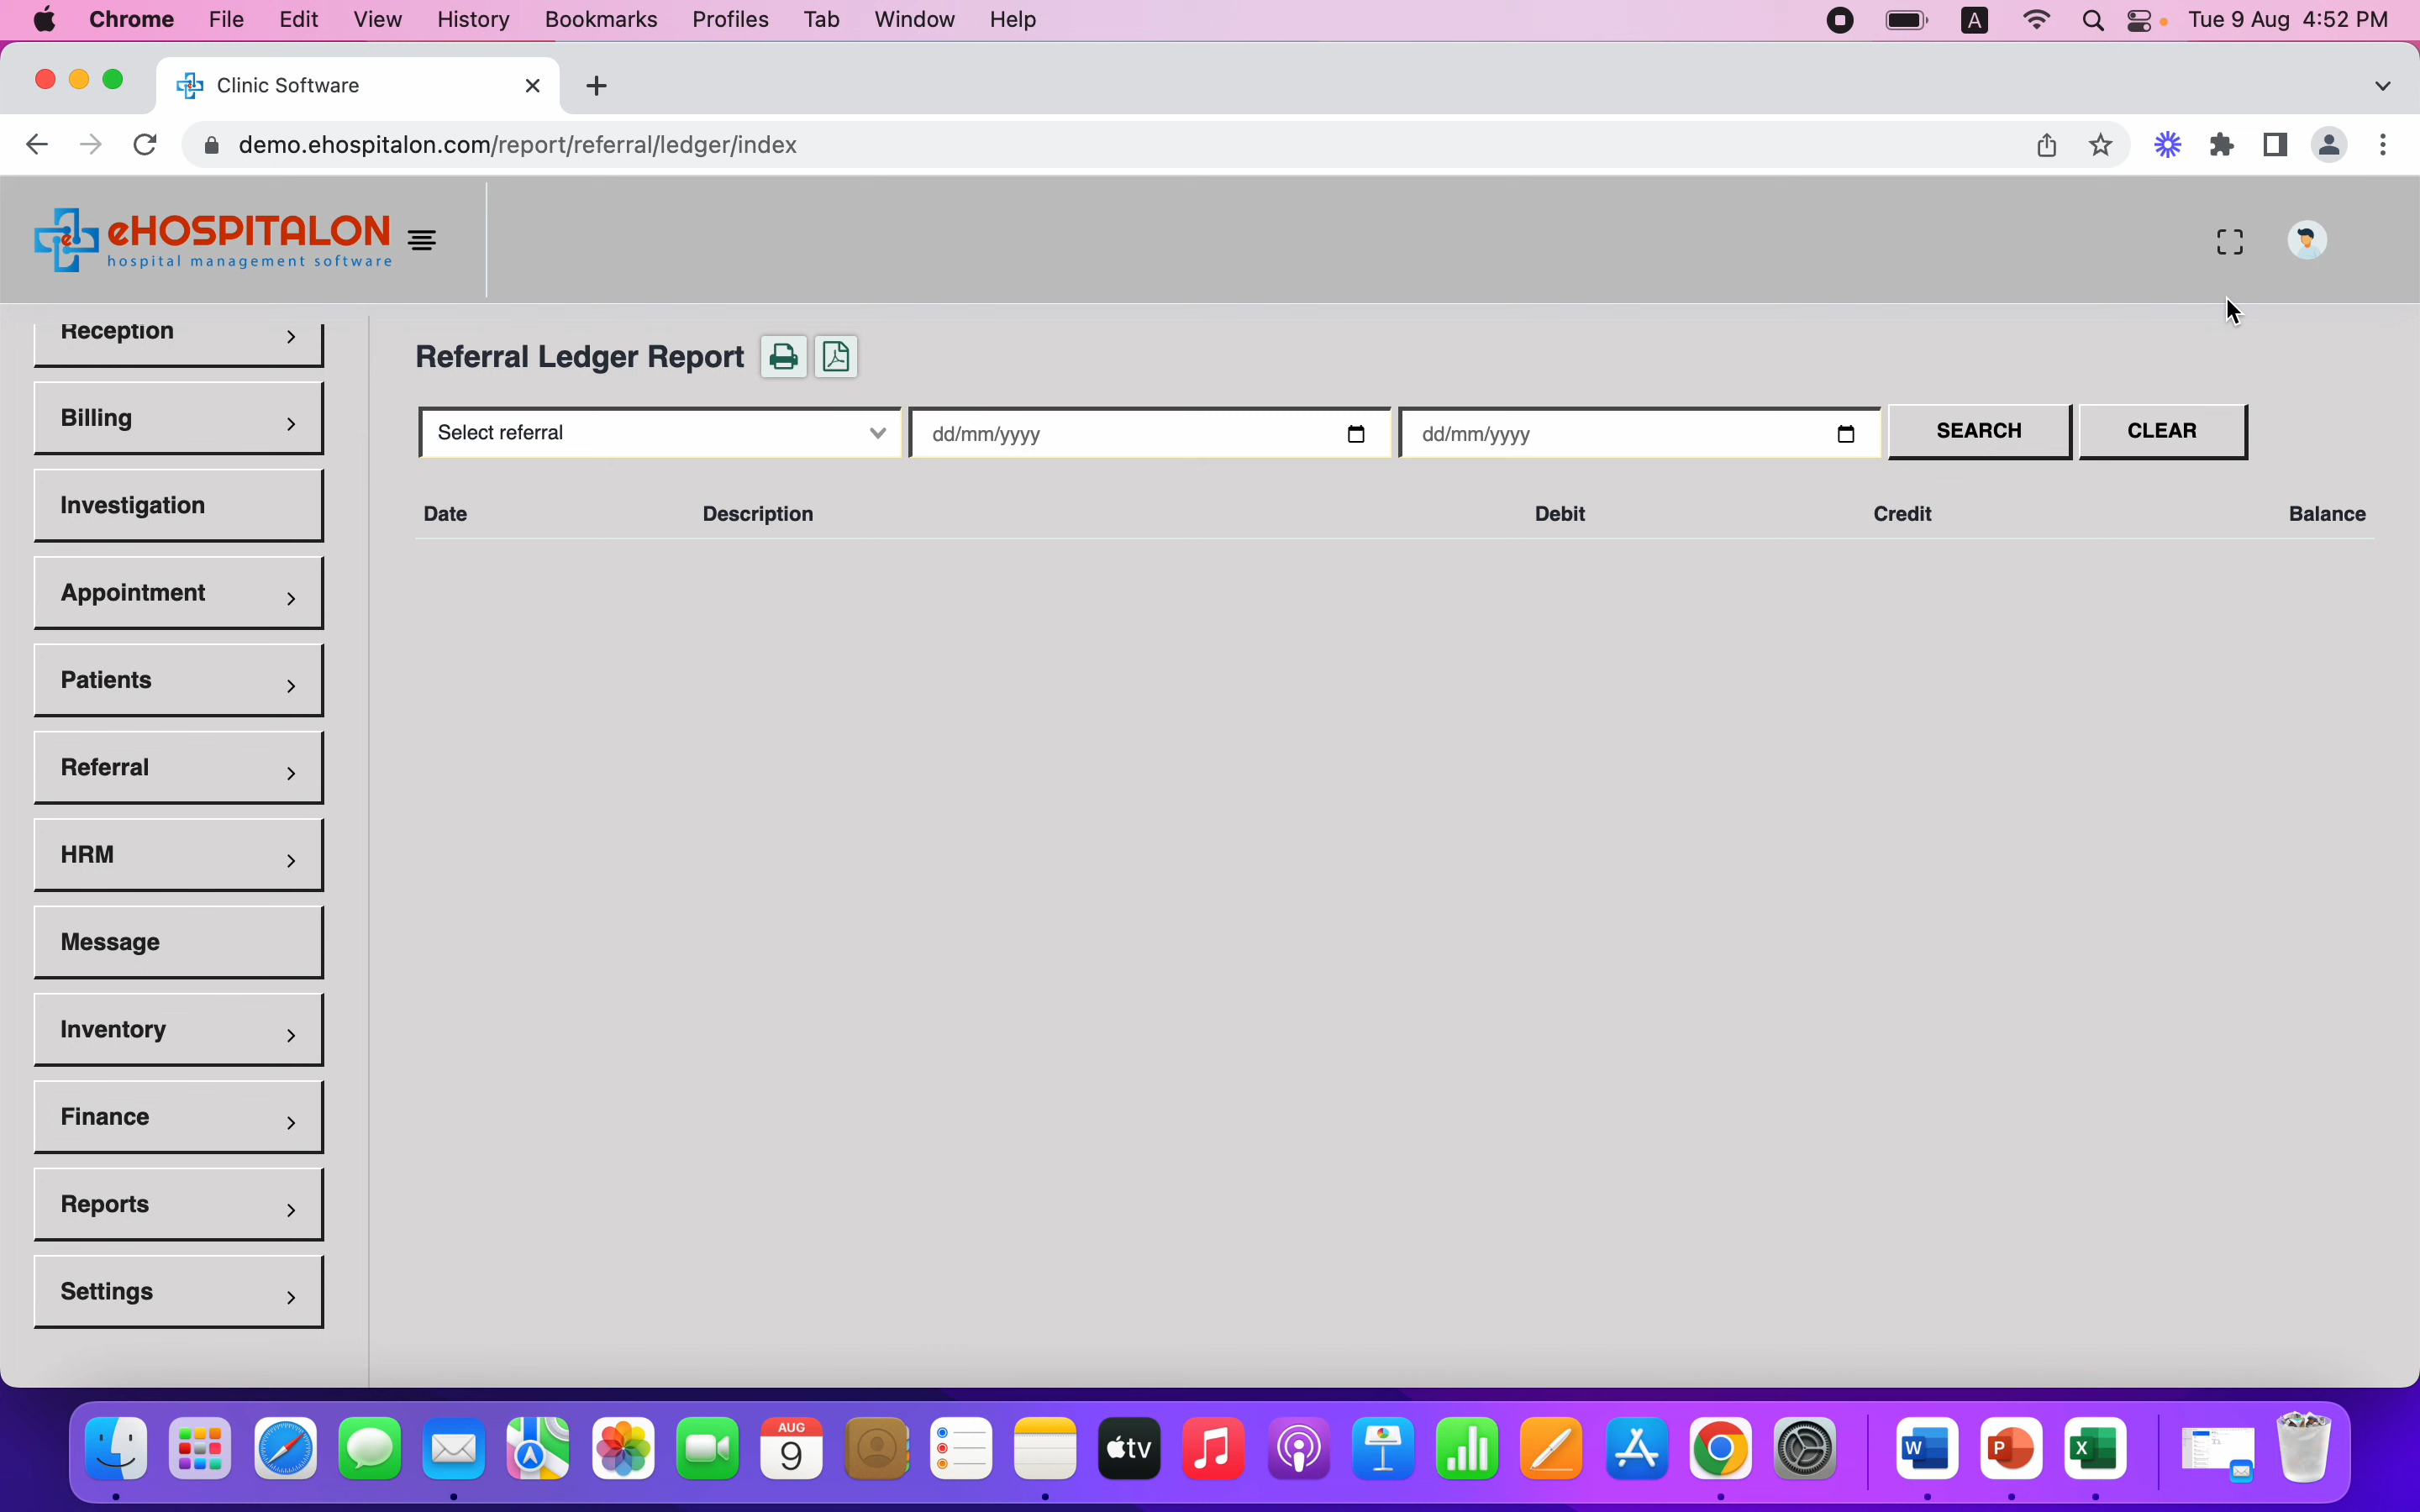 Chrome File Edit View History Bookmarks Profiles Tab Window Help A Tue 9 Aug 4:52 PM
Clinic Software
demo.ehospitalon.com/report/referral/ledger/index
eHOSPITALON
hospital management software
Reception
Billing
Investigation
Appointment
Patients
Referral
HRM
Message
Inventory
Finance
Reports
Settings
Referral Ledger Report
Select referral dd/mm/yyyy dd/mm/yyyy SEARCH CLEAR
Date Description Debit Credit Balance
AUG
9
tv
W
P
X